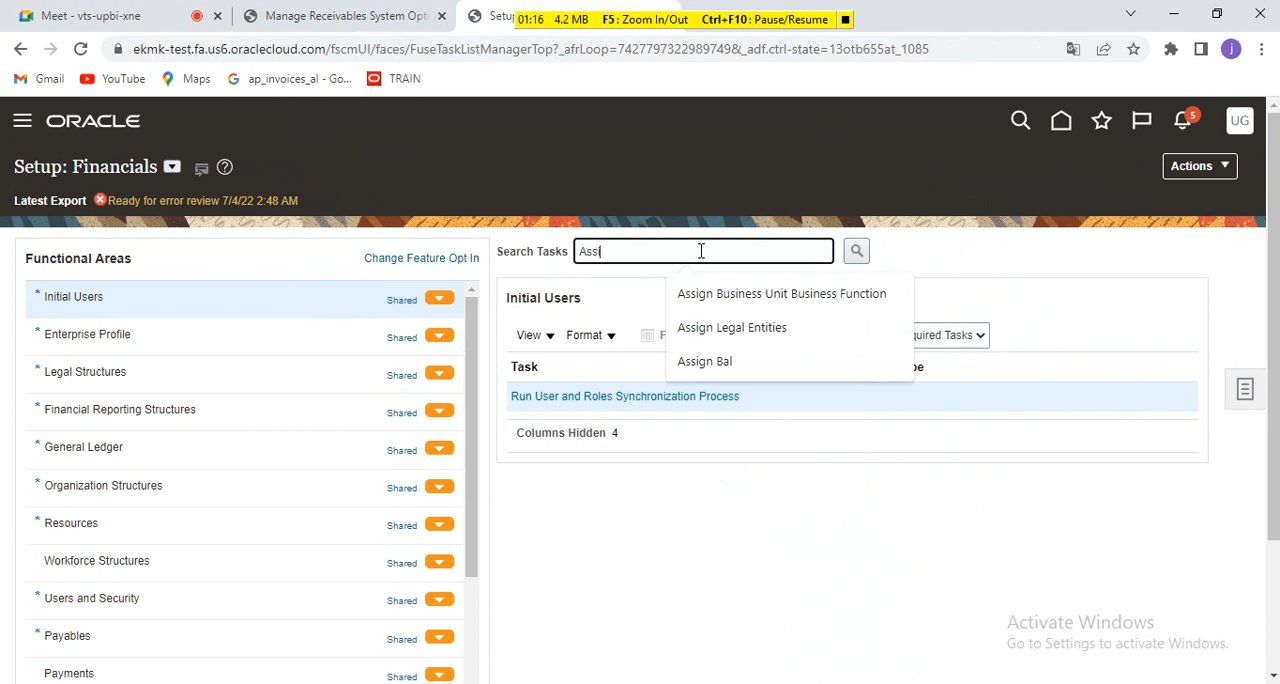 Meet - vts-upbi-xne
Manage Receivables System Opti
Setu
01:16 4.2 MB F5: Zoom In/Out Ctrl+F10: Pause/Resume
ekmk-test.fa.us6.oraclecloud.com/fscmUI/faces/FuseTaskListManagerTop?_afrLoop=7427797322989749&_adf.ctrl-state=13otb655at_1085
j
Gmail YouTube Maps ap_invoices_al - Go... TRAIN
ORACLE
5
UG
Setup: Financials
Actions
Latest Export Ready for error review 7/4/22 2:48 AM
Functional Areas
Change Feature Opt In
Search Tasks Assi
Assign Business Unit Business Function
Assign Legal Entities
Assign Bal
* Initial Users Shared
* Enterprise Profile Shared
* Legal Structures Shared
* Financial Reporting Structures Shared
* General Ledger Shared
* Organization Structures Shared
* Resources Shared
Workforce Structures Shared
* Users and Security Shared
* Payables Shared
Payments Shared
Initial Users
View Format F quired Tasks
Task pe
Run User and Roles Synchronization Process
Columns Hidden 4
Activate Windows
Go to Settings to activate Windows.